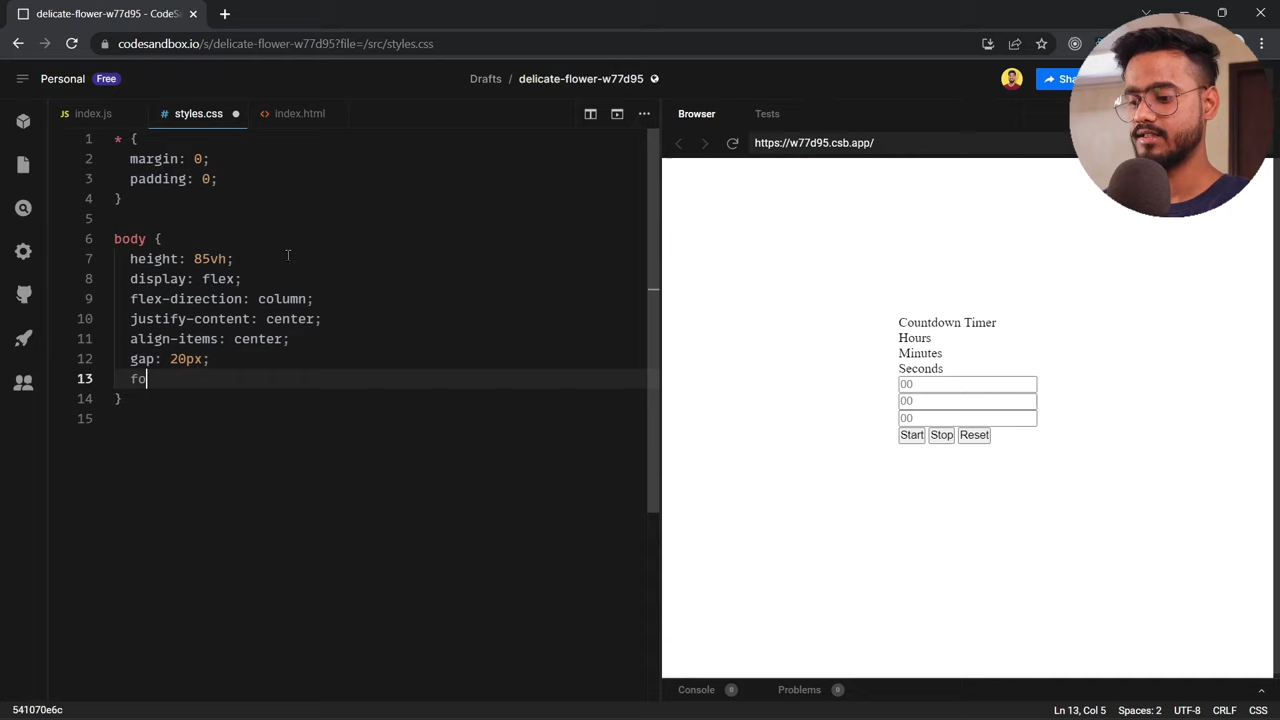 delicate-flower-w77d95 - CodeS
codesandbox.io/s/delicate-flower-w77d95?file=/src/styles.css
Personal Free
Drafts / delicate-flower-w77d95
Sha
index.js
styles.css
index.html
Browser
Tests
https://w77d95.csb.app/
1 * {
2 margin: 0;
3 padding: 0;
4 }
5
6 body {
7 height: 85vh;
8 display: flex;
9 flex-direction: column;
10 justify-content: center;
11 align-items: center;
12 gap: 20px;
13 fo
14 }
15
Countdown Timer
Hours
Minutes
Seconds
00
00
00
Start Stop Reset
Console 0 Problems 0
541070e6c
Ln 13, Col 5 Spaces: 2 UTF-8 CRLF CSS